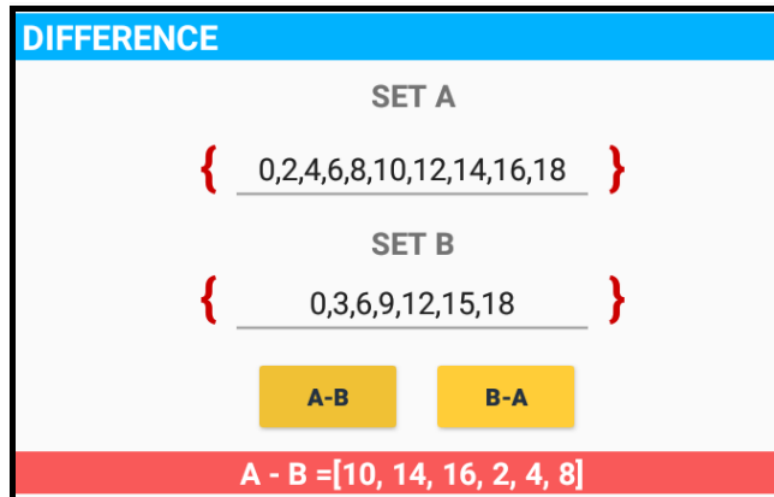 DIFFERENCE
SET A
{ 0,2,4,6,8,10,12,14,16,18 }
SET B
{ 0,3,6,9,12,15,18 }
A-B B-A
A - B =[10, 14, 16, 2, 4, 8]